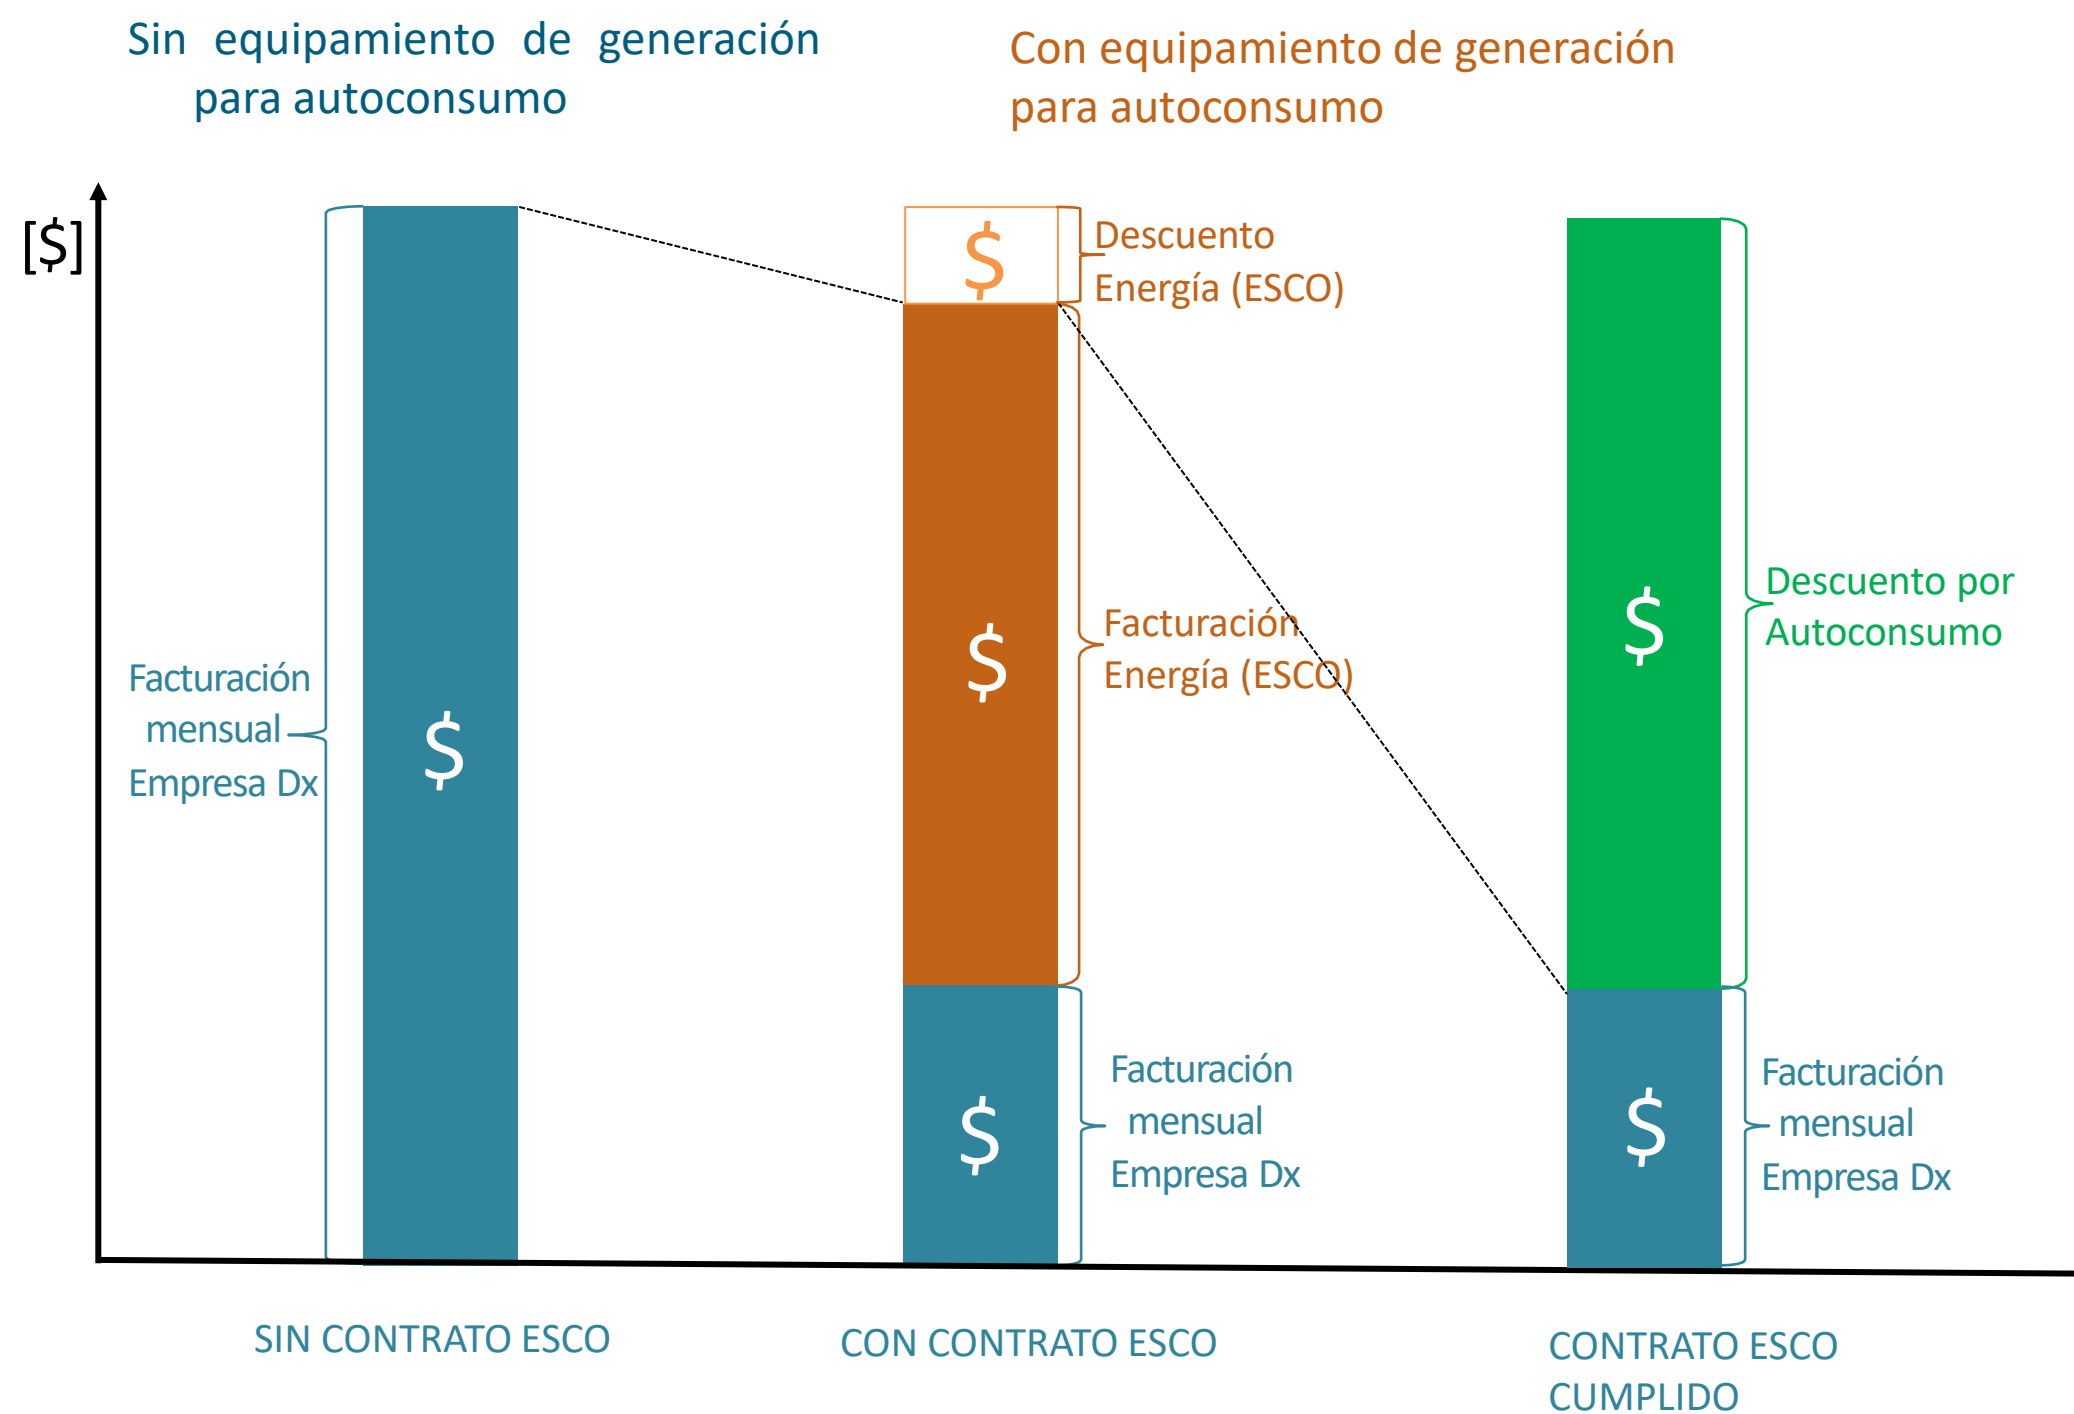 Sin equipamiento de generación
para autoconsumo
Con equipamiento de generación
para autoconsumo
[$]
$
Descuento
Energía (ESCO)
$
Descuento por
Autoconsumo
$
Facturación
Energía (ESCO)
Facturación
mensual
Empresa Dx
$
$
Facturación
mensual
Empresa Dx
$
Facturación
mensual
Empresa Dx
SIN CONTRATO ESCO
CON CONTRATO ESCO
CONTRATO ESCO
CUMPLIDO